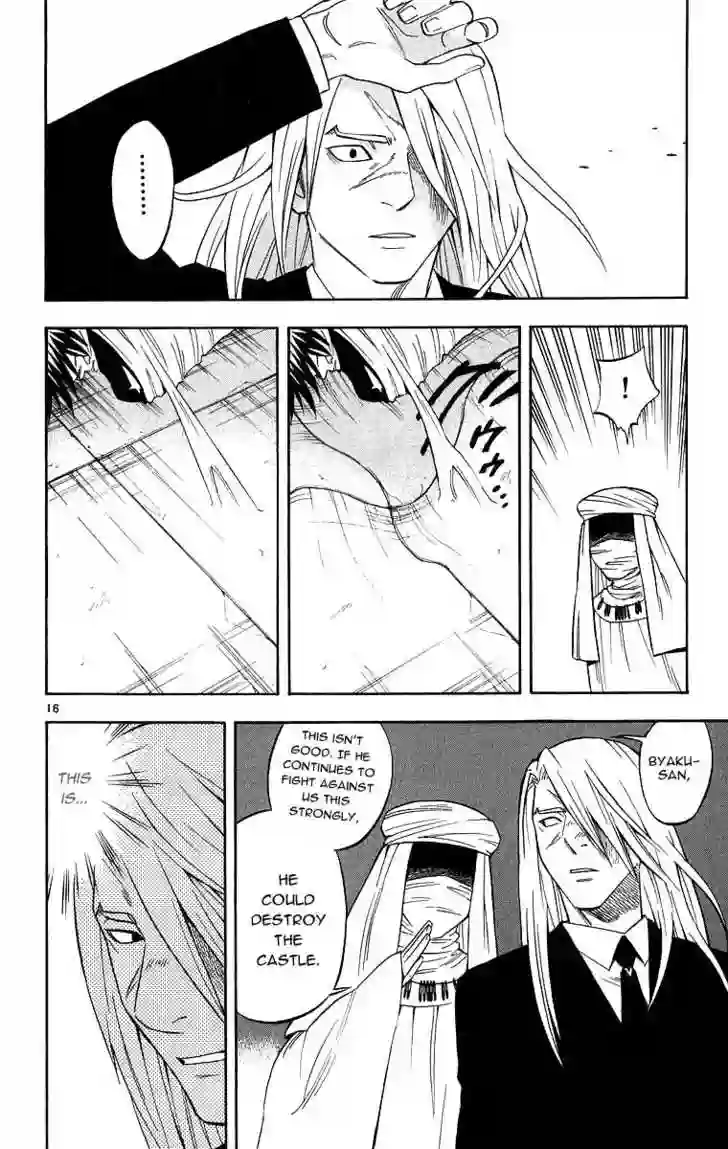 ........
!
16
BYAKU-
SAN,
THIS ISN'T
GOOD. IF HE
CONTINUES TO
FIGHT AGAINST
US THIS
STRONGLY,
HE
COULD
DESTROY
THE
CASTLE.
THIS
IS...